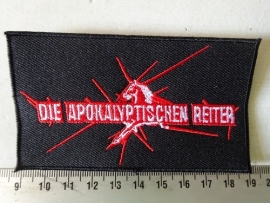 DIE APOKALYPTISCHEN REITER
9 10 11 12 13 14 15 16 17 18 19